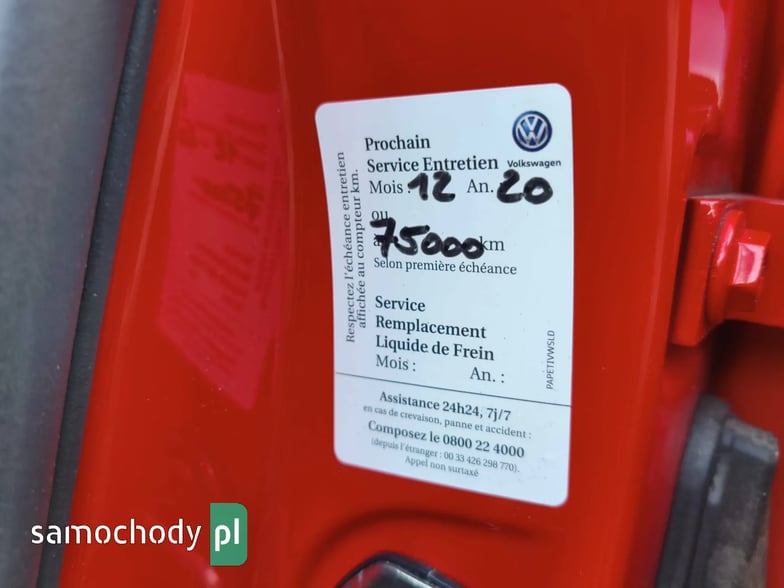 Prochain
Service Entretien
Volkswagen
Mois : 12 An. 20
ou
à 75000 km
Selon première échéance
Respectez l'échéance entretien
affichée au compteur km.
Service
Remplacement
Liquide de Frein
Mois : An. :
PAPETIVWSLD
Assistance 24h24, 7j/7
en cas de crevaison, panne et accident :
Composez le 0800 22 4000
(depuis l'étranger : 00 33 426 298 770).
Appel non surtaxé
samochody pl